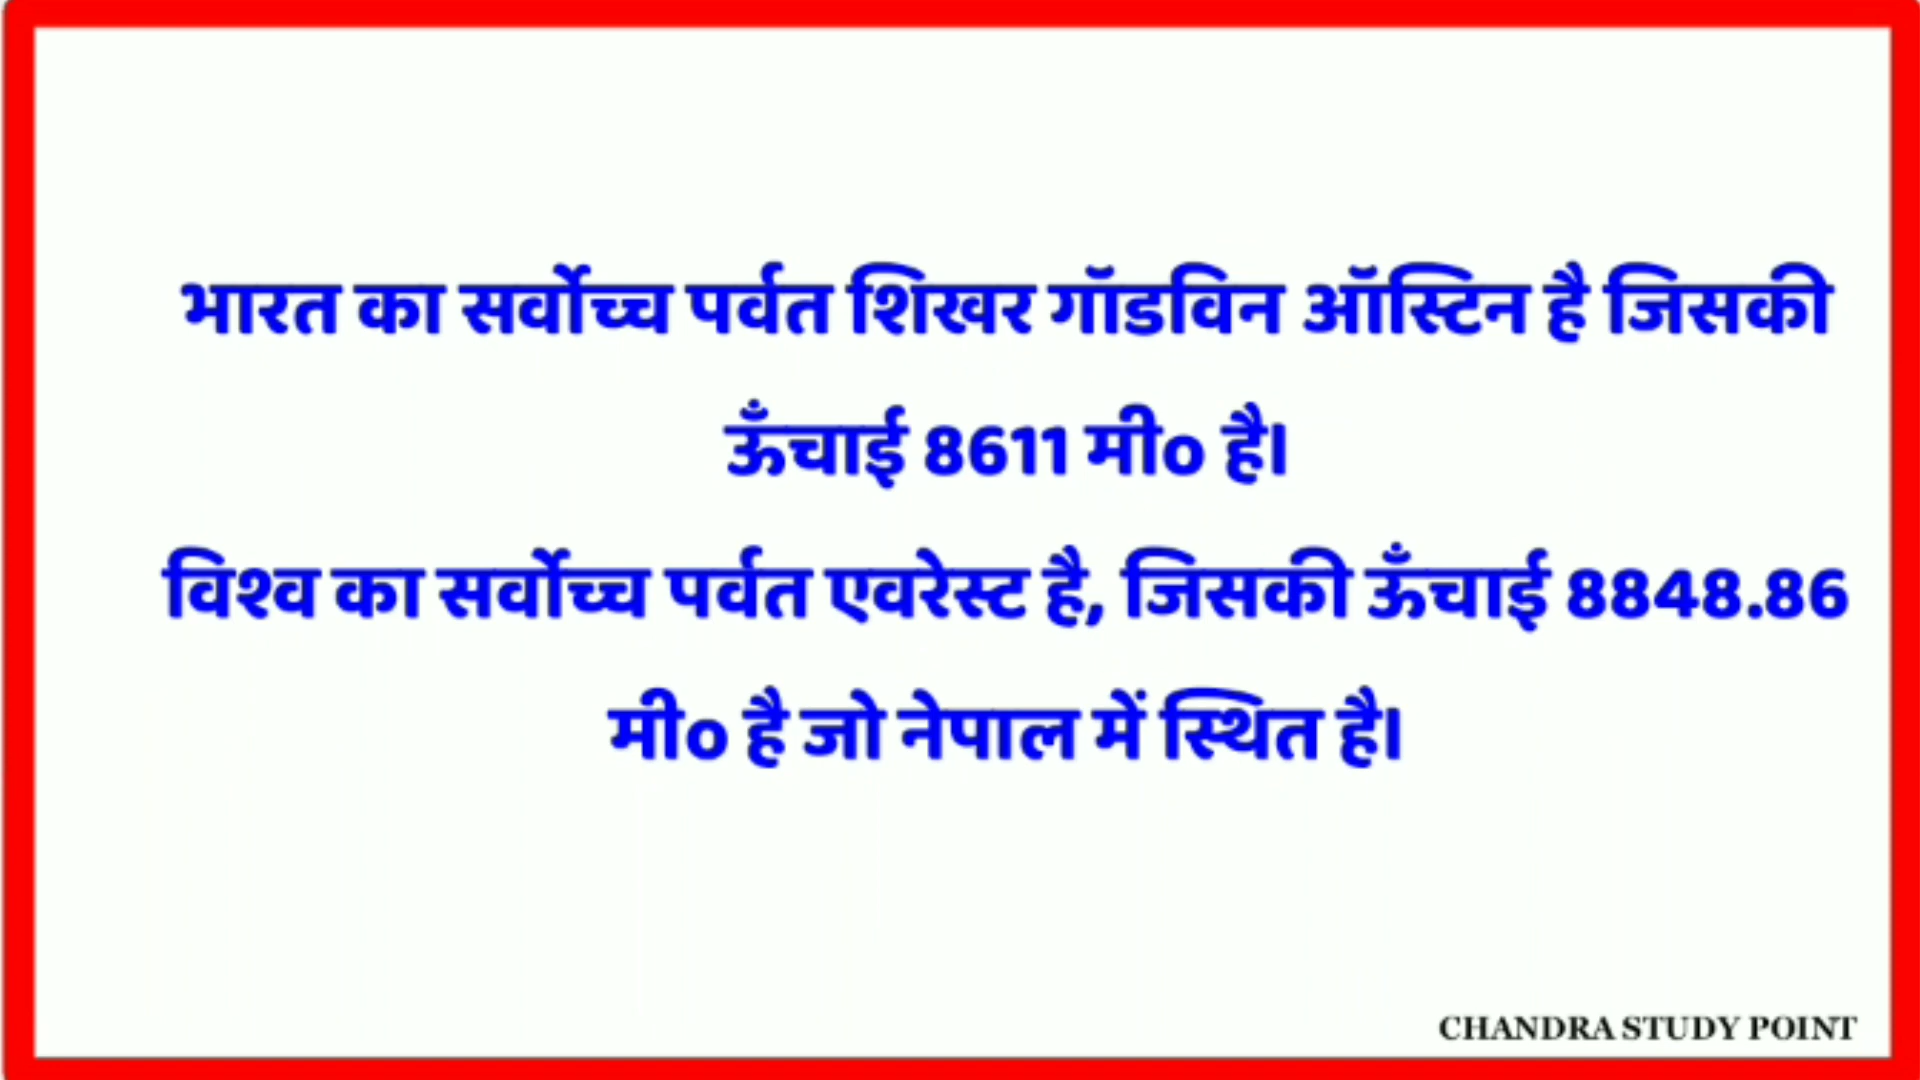 भारत का सर्वोच्च पर्वत शिखर गॉडविन ऑस्टिन है जिसकी
ऊँचाई 8611 मी० है।
विश्व का सर्वोच्च पर्वत एवरेस्ट है, जिसकी ऊँचाई 8848.86
मी० है जो नेपाल में स्थित है।
CHANDRA STUDY POINT